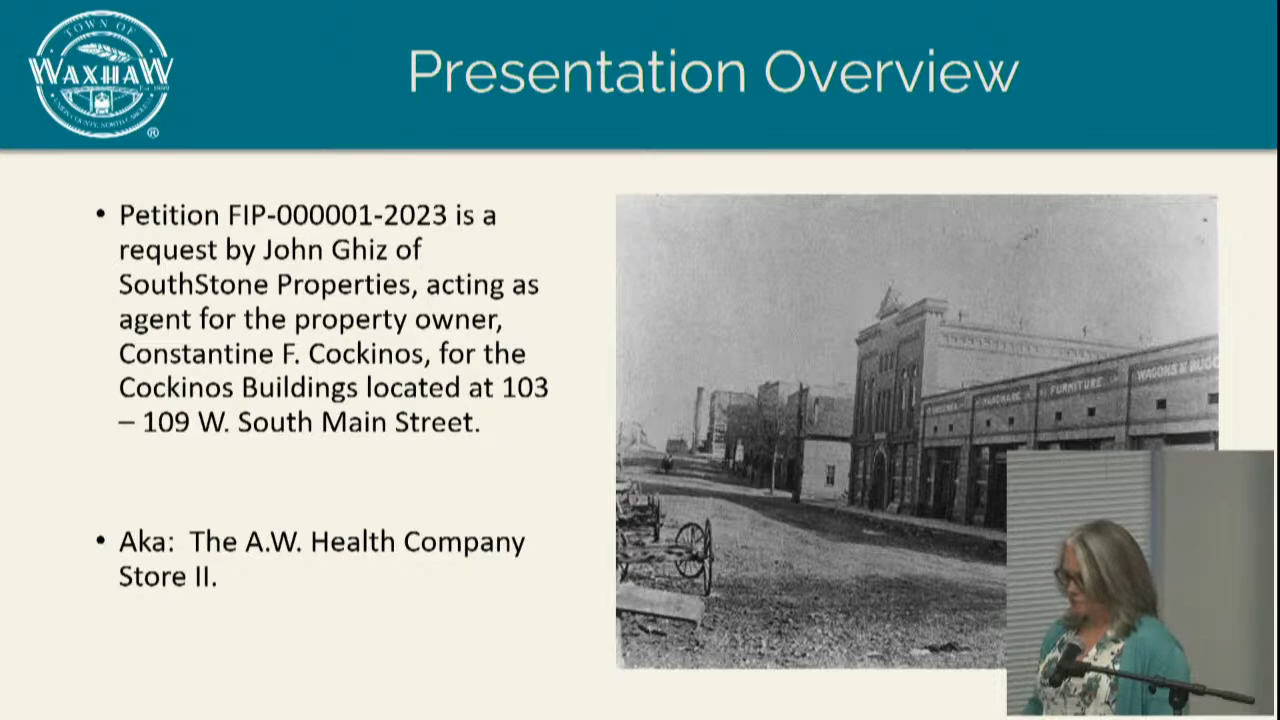 TOWN OF
WAXHAW
Est. 1889
UNION COUNTY, NORTH CAROLINA
®
Presentation Overview
• Petition FIP-000001-2023 is a
request by John Ghiz of
SouthStone Properties, acting as
agent for the property owner,
Constantine F. Cockinos, for the
Cockinos Buildings located at 103
– 109 W. South Main Street.
• Aka: The A.W. Health Company
Store II.
HARDWARE
FURNITURE
WAGONS & BUGG